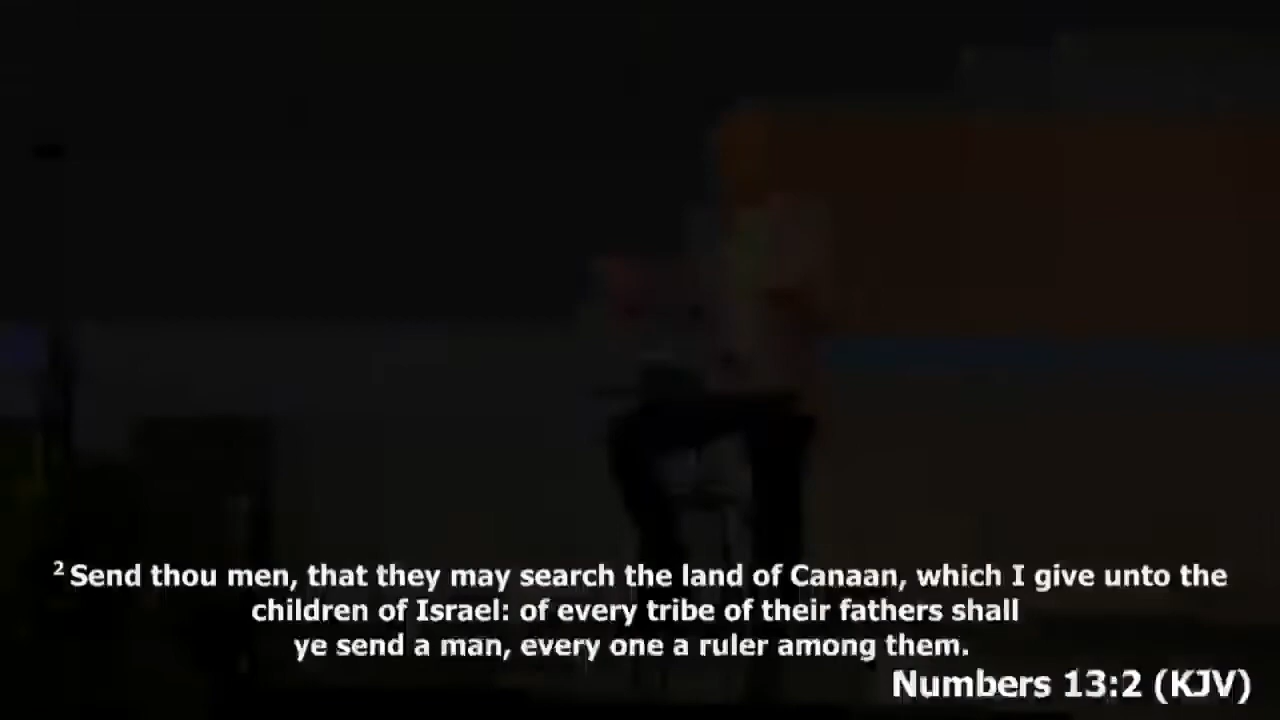 2 Send thou men, that they may search the land of Canaan, which I give unto the
children of Israel: of every tribe of their fathers shall
ye send a man, every one a ruler among them.
Numbers 13:2 (KJV)